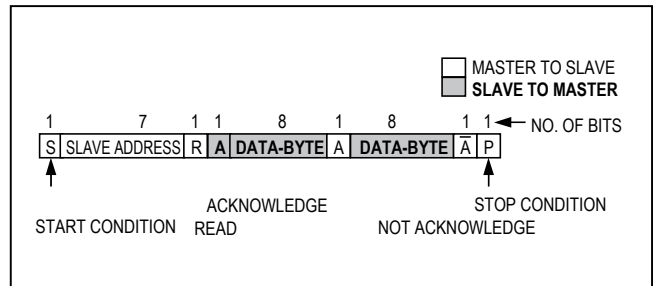 MASTER TO SLAVE
SLAVE TO MASTER
1 7 1 1 8 1 8 1 1 NO. OF BITS
S SLAVE ADDRESS R A DATA-BYTE A DATA-BYTE A̅ P
ACKNOWLEDGE STOP CONDITION
START CONDITION READ NOT ACKNOWLEDGE